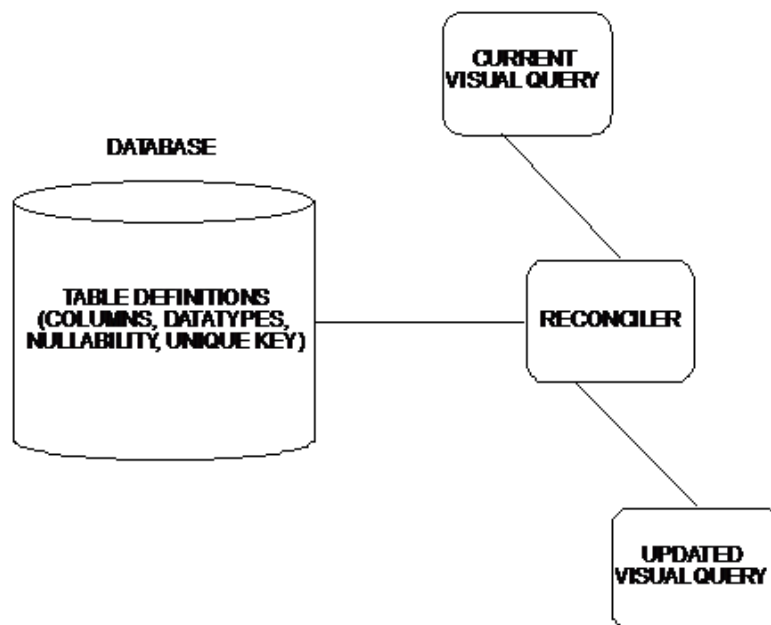 CURRENT
VISUAL QUERY
DATABASE
TABLE DEFINITIONS
(COLUMNS, DATATYPES,
NULLABILITY, UNIQUE KEY)
RECONCILER
UPDATED
VISUAL QUERY